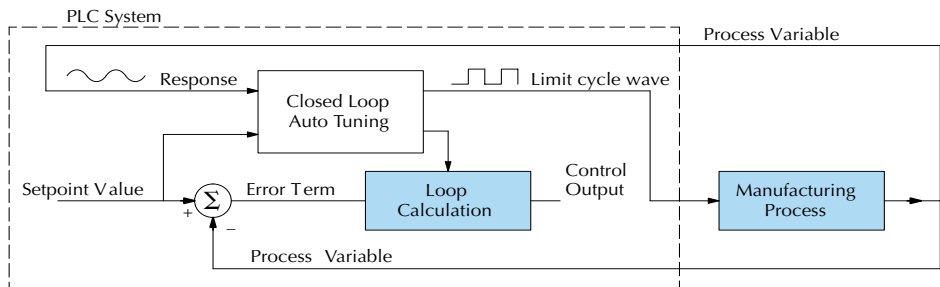 PLC System
Process Variable
Response
Limit cycle wave
Closed Loop
Auto Tuning
Setpoint Value
Error Term
Loop
Calculation
Control
Output
Manufacturing
Process
+
Σ
−
Process Variable